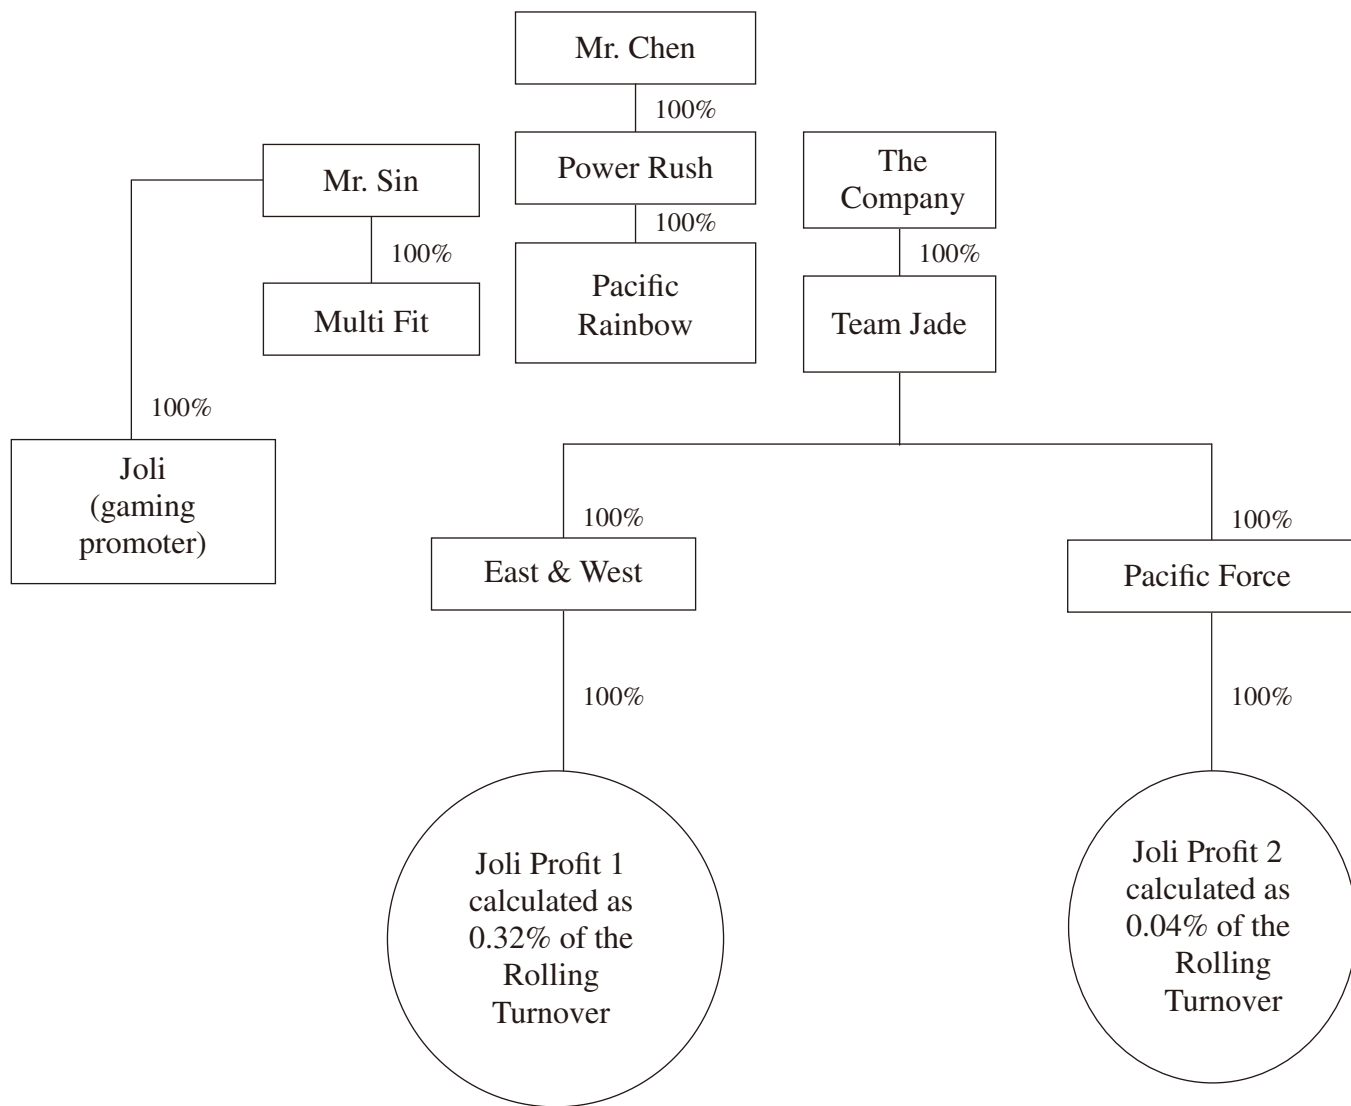 Mr. Chen
100%
Power Rush
100%
Pacific
Rainbow
Mr. Sin
100%
Multi Fit
100%
Joli
(gaming
promoter)
The
Company
100%
Team Jade
100%
East & West
100%
Joli Profit 1
calculated as
0.32% of the
Rolling
Turnover
100%
Pacific Force
100%
Joli Profit 2
calculated as
0.04% of the
Rolling
Turnover